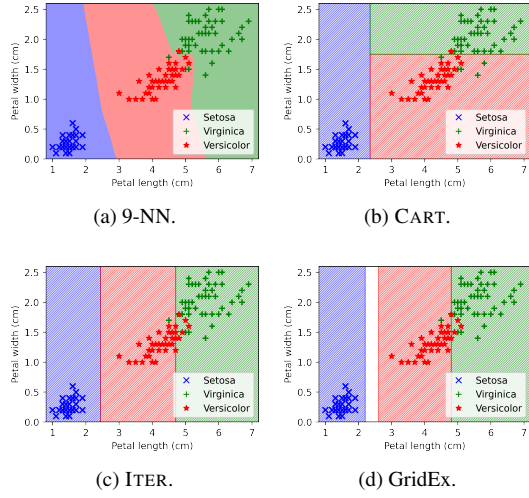 2.5
2.0
1.5
1.0
0.5
0.0
Petal width (cm)
Setosa
Virginica
Versicolor
1 2 3 4 5 6 7
Petal length (cm)
(a) 9-NN.
2.5
2.0
1.5
1.0
0.5
0.0
Petal width (cm)
Setosa
Virginica
Versicolor
1 2 3 4 5 6 7
Petal length (cm)
(b) CART.
2.5
2.0
1.5
1.0
0.5
0.0
Petal width (cm)
Setosa
Virginica
Versicolor
1 2 3 4 5 6 7
Petal length (cm)
(c) ITER.
2.5
2.0
1.5
1.0
0.5
0.0
Petal width (cm)
Setosa
Virginica
Versicolor
1 2 3 4 5 6 7
Petal length (cm)
(d) GridEx.